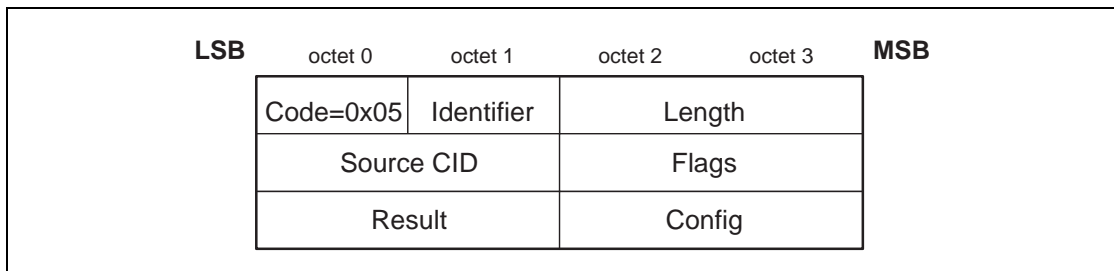 LSB octet 0 octet 1 octet 2 octet 3 MSB
Code=0x05 Identifier Length
Source CID Flags
Result Config